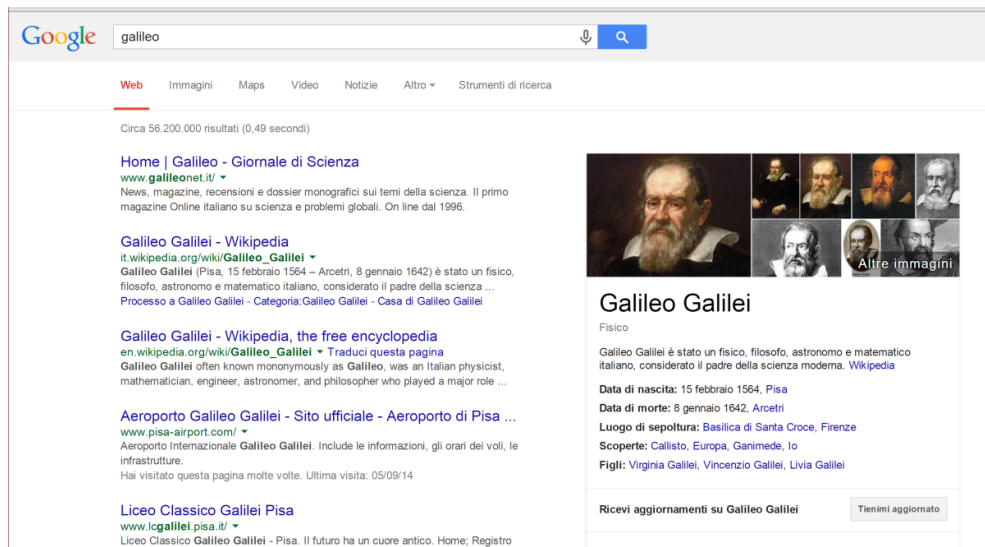 Google
galileo
Web Immagini Maps Video Notizie Altro Strumenti di ricerca
Circa 56.200.000 risultati (0,49 secondi)
Home | Galileo - Giornale di Scienza
www.galileonet.it/
News, magazine, recensioni e dossier monografici sui temi della scienza. Il primo
magazine Online italiano su scienza e problemi globali. On line dal 1996.
Galileo Galilei - Wikipedia
it.wikipedia.org/wiki/Galileo_Galilei
Galileo Galilei (Pisa, 15 febbraio 1564 – Arcetri, 8 gennaio 1642) è stato un fisico,
filosofo, astronomo e matematico italiano, considerato il padre della scienza ...
Processo a Galileo Galilei - Categoria:Galileo Galilei - Casa di Galileo Galilei
Galileo Galilei - Wikipedia, the free encyclopedia
en.wikipedia.org/wiki/Galileo_Galilei Traduci questa pagina
Galileo Galilei often known mononymously as Galileo, was an Italian physicist,
mathematician, engineer, astronomer, and philosopher who played a major role ...
Aeroporto Galileo Galilei - Sito ufficiale - Aeroporto di Pisa ...
www.pisa-airport.com/
Aeroporto Internazionale Galileo Galilei. Include le informazioni, gli orari dei voli, le
infrastrutture.
Hai visitato questa pagina molte volte. Ultima visita: 05/09/14
Liceo Classico Galilei Pisa
www.lcgalilei.pisa.it/
Liceo Classico Galileo Galilei - Pisa. Il futuro ha un cuore antico. Home; Registro
Altre immagini
Galileo Galilei
Fisico
Galileo Galilei è stato un fisico, filosofo, astronomo e matematico
italiano, considerato il padre della scienza moderna. Wikipedia
Data di nascita: 15 febbraio 1564, Pisa
Data di morte: 8 gennaio 1642, Arcetri
Luogo di sepoltura: Basilica di Santa Croce, Firenze
Scoperte: Callisto, Europa, Ganimede, Io
Figli: Virginia Galilei, Vincenzio Galilei, Livia Galilei
Ricevi aggiornamenti su Galileo Galilei Tienimi aggiornato